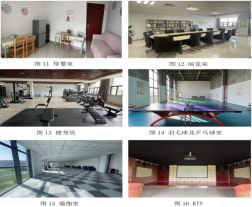 图 11 母婴室
图 12 阅览室
图 13 健身房
图 14 羽毛球及乒乓球室
图 15 瑜伽室
图 16 KTV